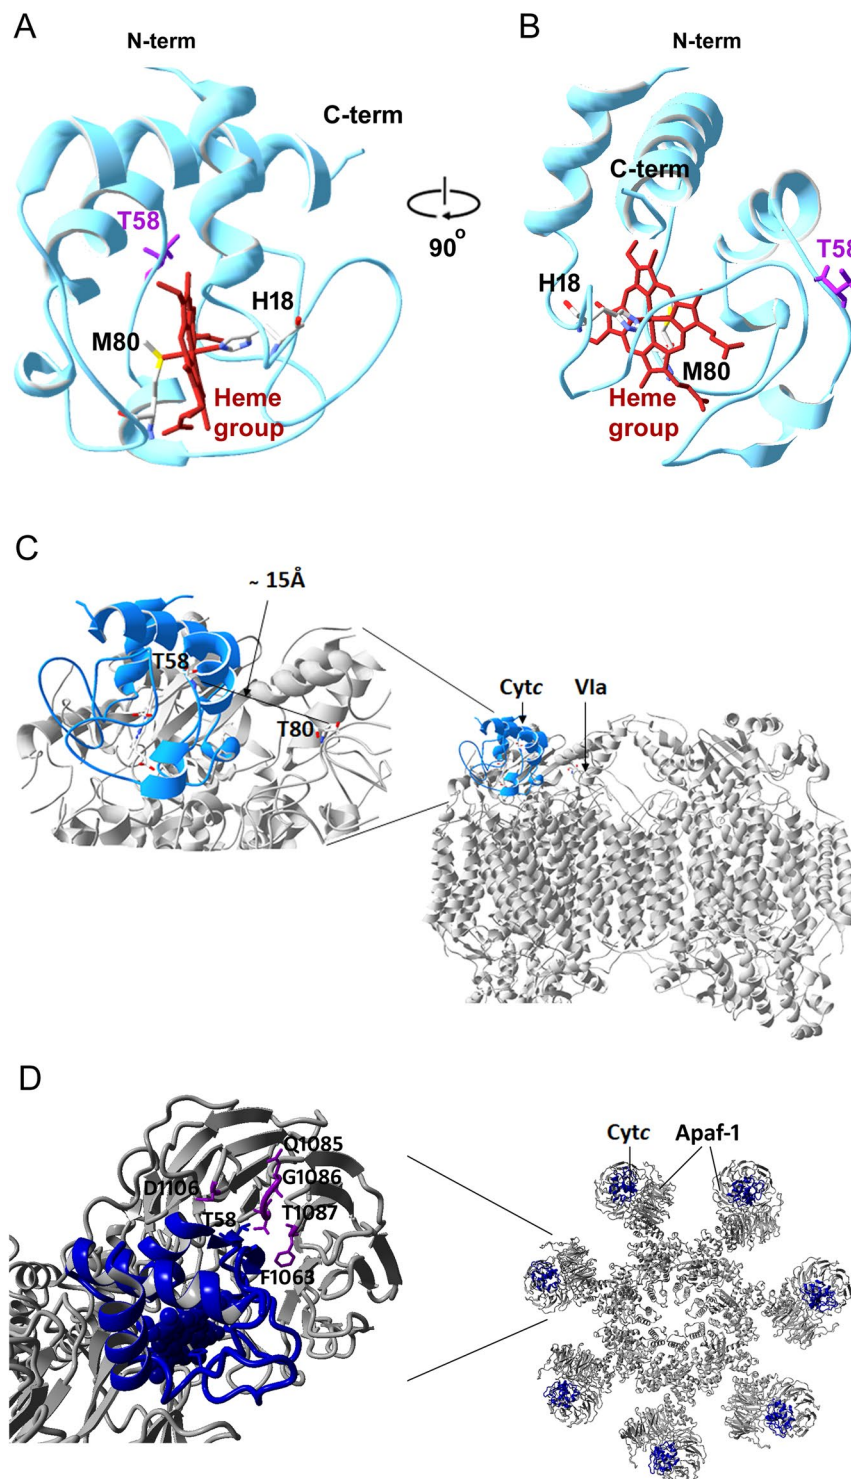 A
N-term
C-term
T58
H18
M80
Heme
group
90°
B
N-term
C-term
T58
H18
M80
Heme
group
C
~ 15Å
T58
T80
Cytc
VIa
D
Q1085
G1086
D1106
T58
T1087
F1063
Cytc
Apaf-1